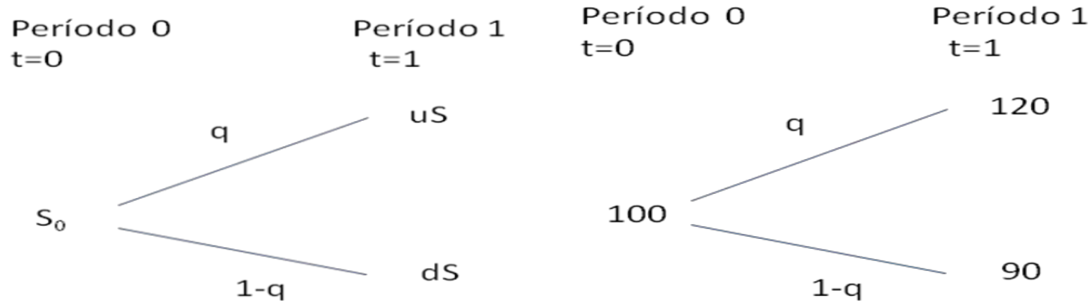 Período 0
t=0
Período 1
t=1
q
uS
S₀
1-q
dS
Período 0
t=0
Período 1
t=1
q
120
100
1-q
90